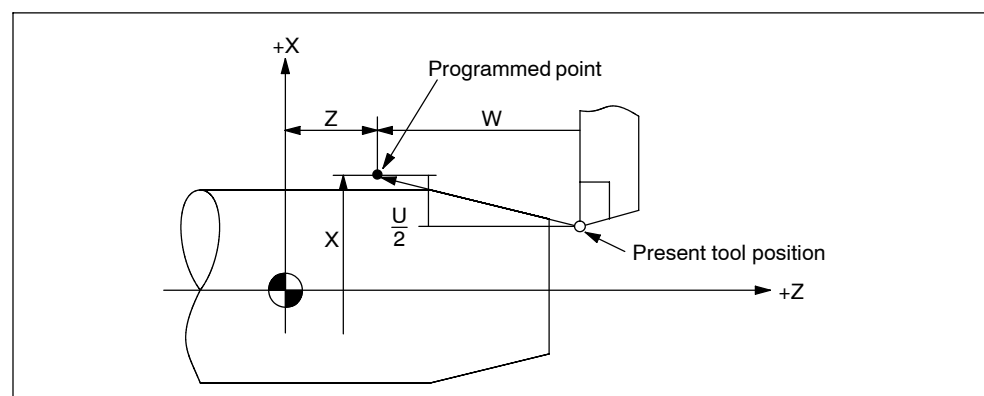 +X
Programmed point
Z
W
X
U
2
Present tool position
+Z